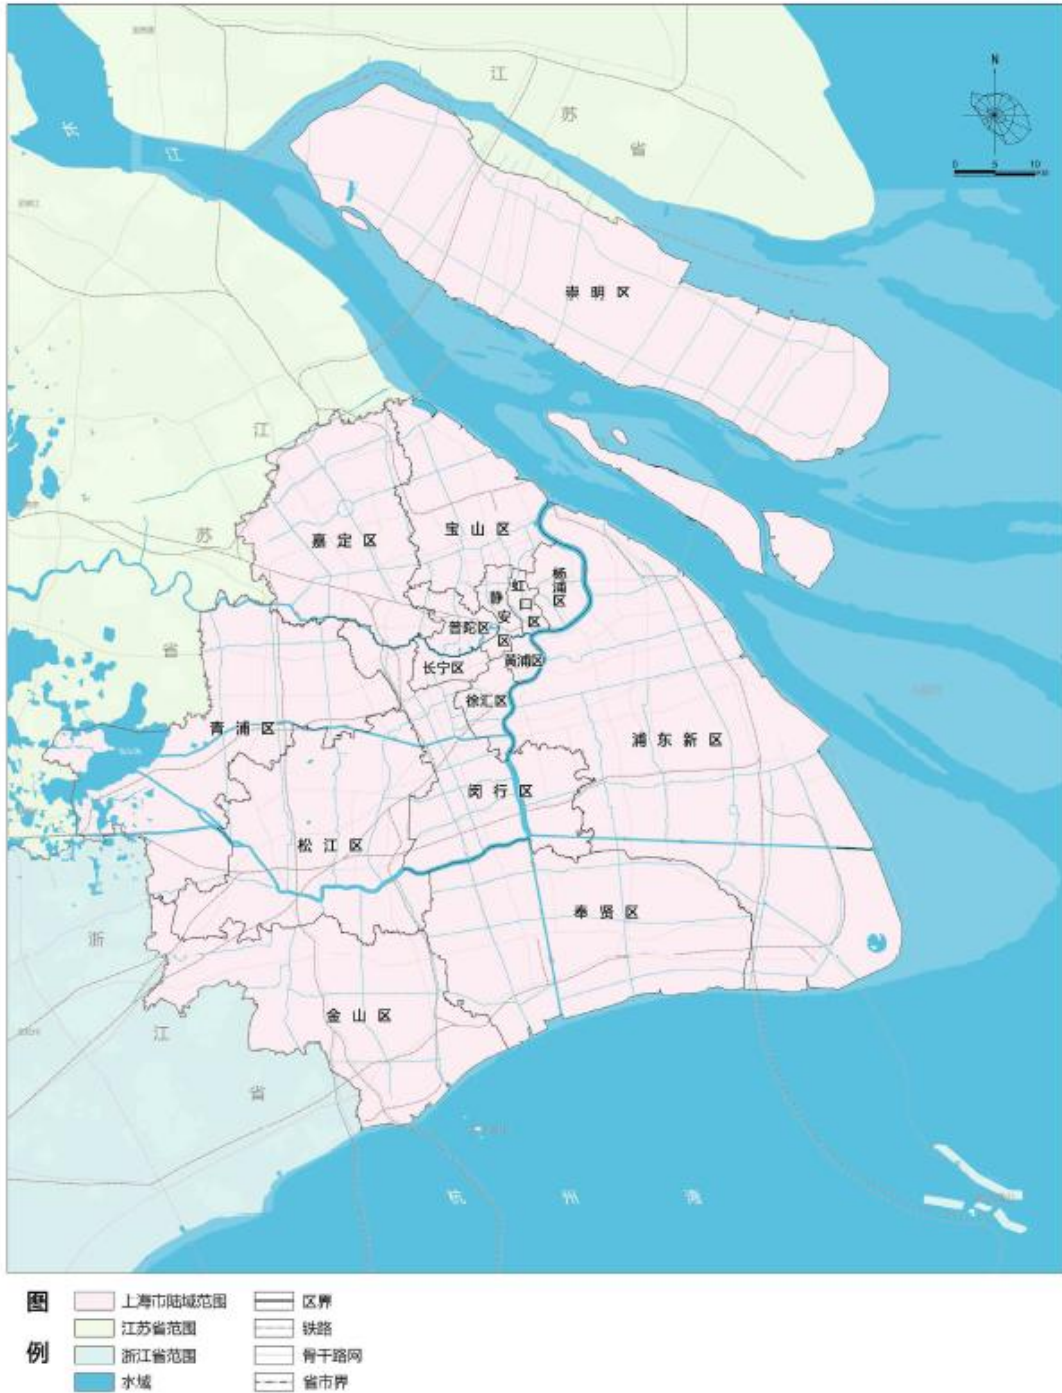 N
0 5 10
江
苏
省
长
江
崇明区
江
苏
省
嘉定区
宝山区
杨浦区
虹口区
静安区
普陀区
长宁区
黄浦区
徐汇区
青浦区
浦东新区
闵行区
松江区
奉贤区
金山区
浙
江
省
杭州湾
图例
上海市陆域范围
江苏省范围
浙江省范围
水域
区界
铁路
骨干路网
省市界